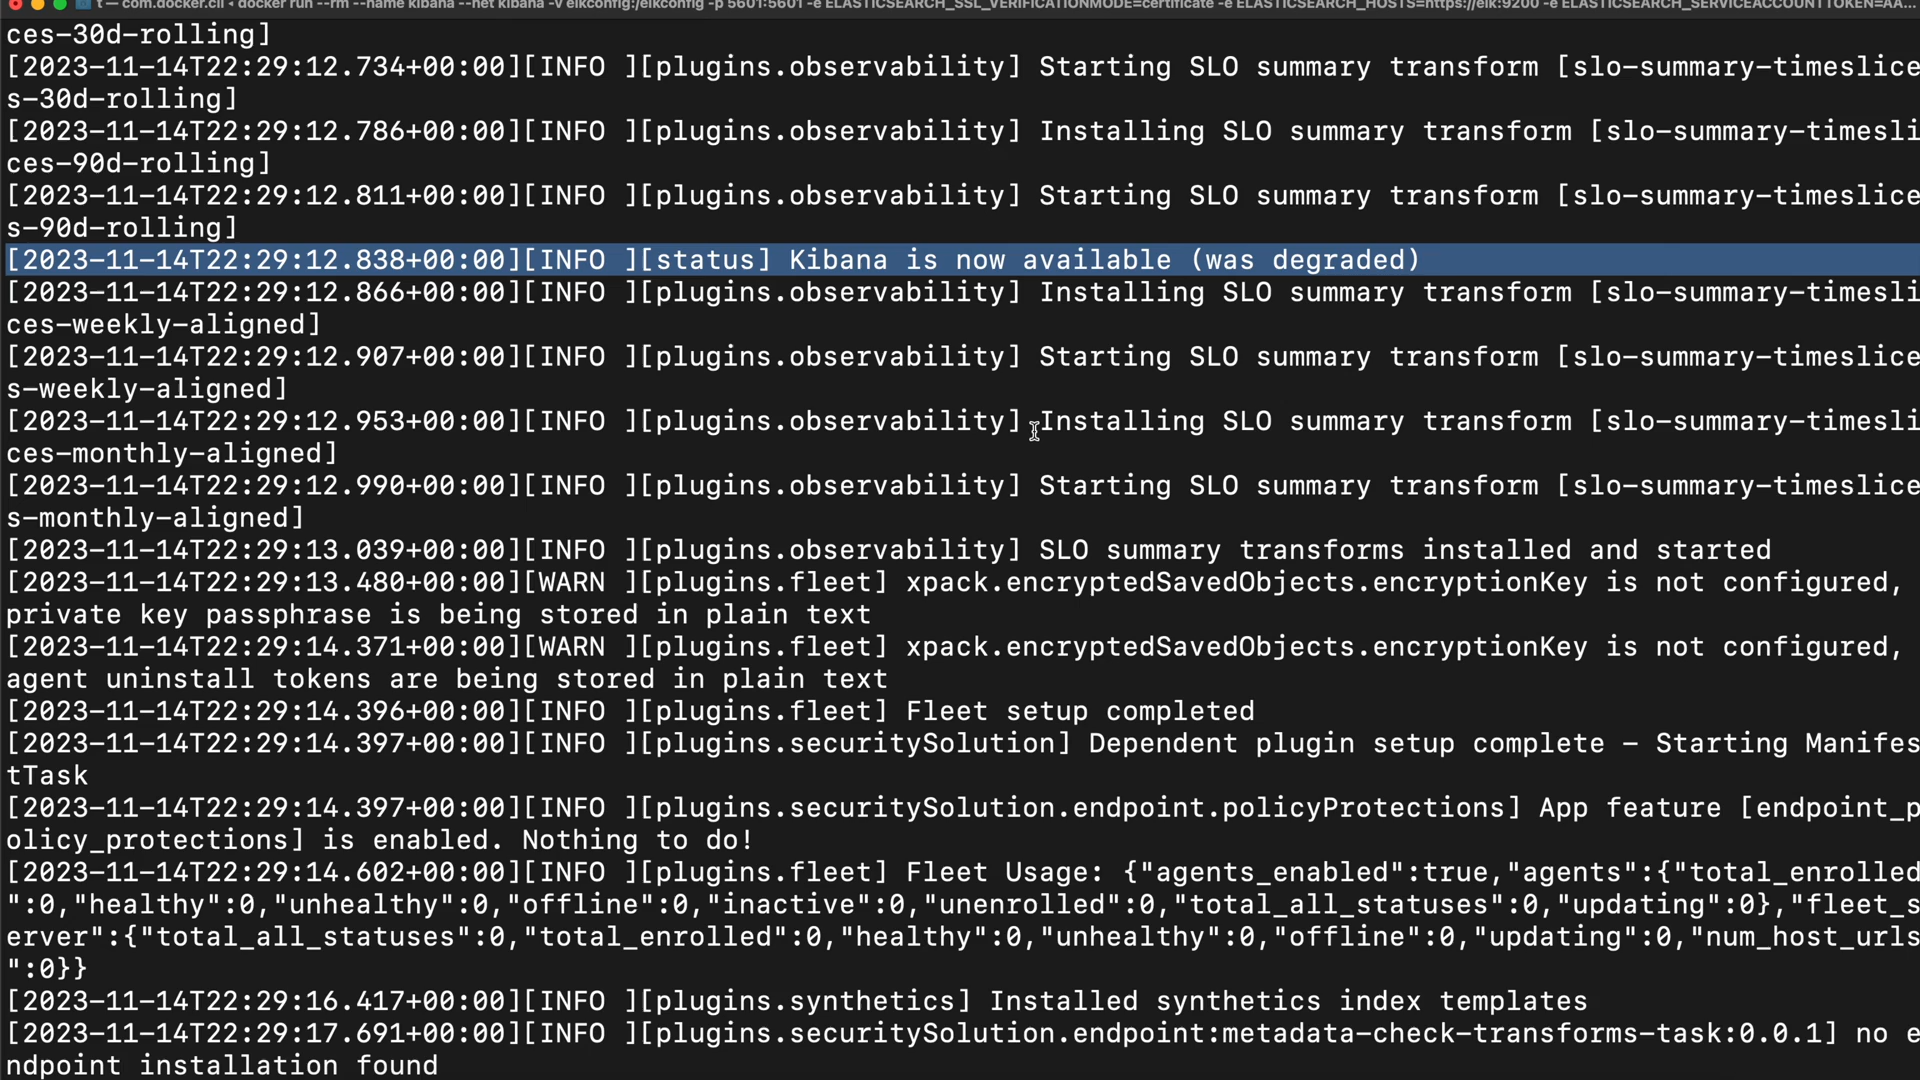 t — com.docker.cli ◂ docker run --rm --name kibana --net kibana -v elkconfig:/elkconfig -p 5601:5601 -e ELASTICSEARCH_SSL_VERIFICATIONMODE=certificate -e ELASTICSEARCH_HOSTS=https://elk:9200 -e ELASTICSEARCH_SERVICEACCOUNTTOKEN=AA...
ces-30d-rolling]
[2023-11-14T22:29:12.734+00:00][INFO ][plugins.observability] Starting SLO summary transform [slo-summary-timeslice
s-30d-rolling]
[2023-11-14T22:29:12.786+00:00][INFO ][plugins.observability] Installing SLO summary transform [slo-summary-timesli
ces-90d-rolling]
[2023-11-14T22:29:12.811+00:00][INFO ][plugins.observability] Starting SLO summary transform [slo-summary-timeslice
s-90d-rolling]
[2023-11-14T22:29:12.838+00:00][INFO ][status] Kibana is now available (was degraded)
[2023-11-14T22:29:12.866+00:00][INFO ][plugins.observability] Installing SLO summary transform [slo-summary-timesli
ces-weekly-aligned]
[2023-11-14T22:29:12.907+00:00][INFO ][plugins.observability] Starting SLO summary transform [slo-summary-timeslice
s-weekly-aligned]
[2023-11-14T22:29:12.953+00:00][INFO ][plugins.observability] Installing SLO summary transform [slo-summary-timesli
ces-monthly-aligned]
[2023-11-14T22:29:12.990+00:00][INFO ][plugins.observability] Starting SLO summary transform [slo-summary-timeslice
s-monthly-aligned]
[2023-11-14T22:29:13.039+00:00][INFO ][plugins.observability] SLO summary transforms installed and started
[2023-11-14T22:29:13.480+00:00][WARN ][plugins.fleet] xpack.encryptedSavedObjects.encryptionKey is not configured,
private key passphrase is being stored in plain text
[2023-11-14T22:29:14.371+00:00][WARN ][plugins.fleet] xpack.encryptedSavedObjects.encryptionKey is not configured,
agent uninstall tokens are being stored in plain text
[2023-11-14T22:29:14.396+00:00][INFO ][plugins.fleet] Fleet setup completed
[2023-11-14T22:29:14.397+00:00][INFO ][plugins.securitySolution] Dependent plugin setup complete - Starting Manifes
tTask
[2023-11-14T22:29:14.397+00:00][INFO ][plugins.securitySolution.endpoint.policyProtections] App feature [endpoint_p
olicy_protections] is enabled. Nothing to do!
[2023-11-14T22:29:14.602+00:00][INFO ][plugins.fleet] Fleet Usage: {"agents_enabled":true,"agents":{"total_enrolled
":0,"healthy":0,"unhealthy":0,"offline":0,"inactive":0,"unenrolled":0,"total_all_statuses":0,"updating":0},"fleet_s
erver":{"total_all_statuses":0,"total_enrolled":0,"healthy":0,"unhealthy":0,"offline":0,"updating":0,"num_host_urls
":0}}
[2023-11-14T22:29:16.417+00:00][INFO ][plugins.synthetics] Installed synthetics index templates
[2023-11-14T22:29:17.691+00:00][INFO ][plugins.securitySolution.endpoint:metadata-check-transforms-task:0.0.1] no e
ndpoint installation found